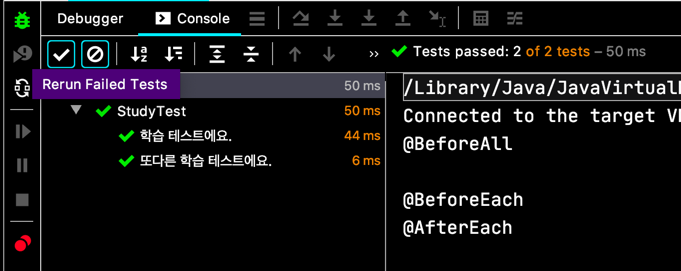 Debugger
Console
Tests passed: 2 of 2 tests – 50 ms
Rerun Failed Tests
50 ms
StudyTest
50 ms
학습 테스트에요.
44 ms
또다른 학습 테스트에요.
6 ms
/Library/Java/JavaVirtual
Connected to the target V
@BeforeAll
@BeforeEach
@AfterEach